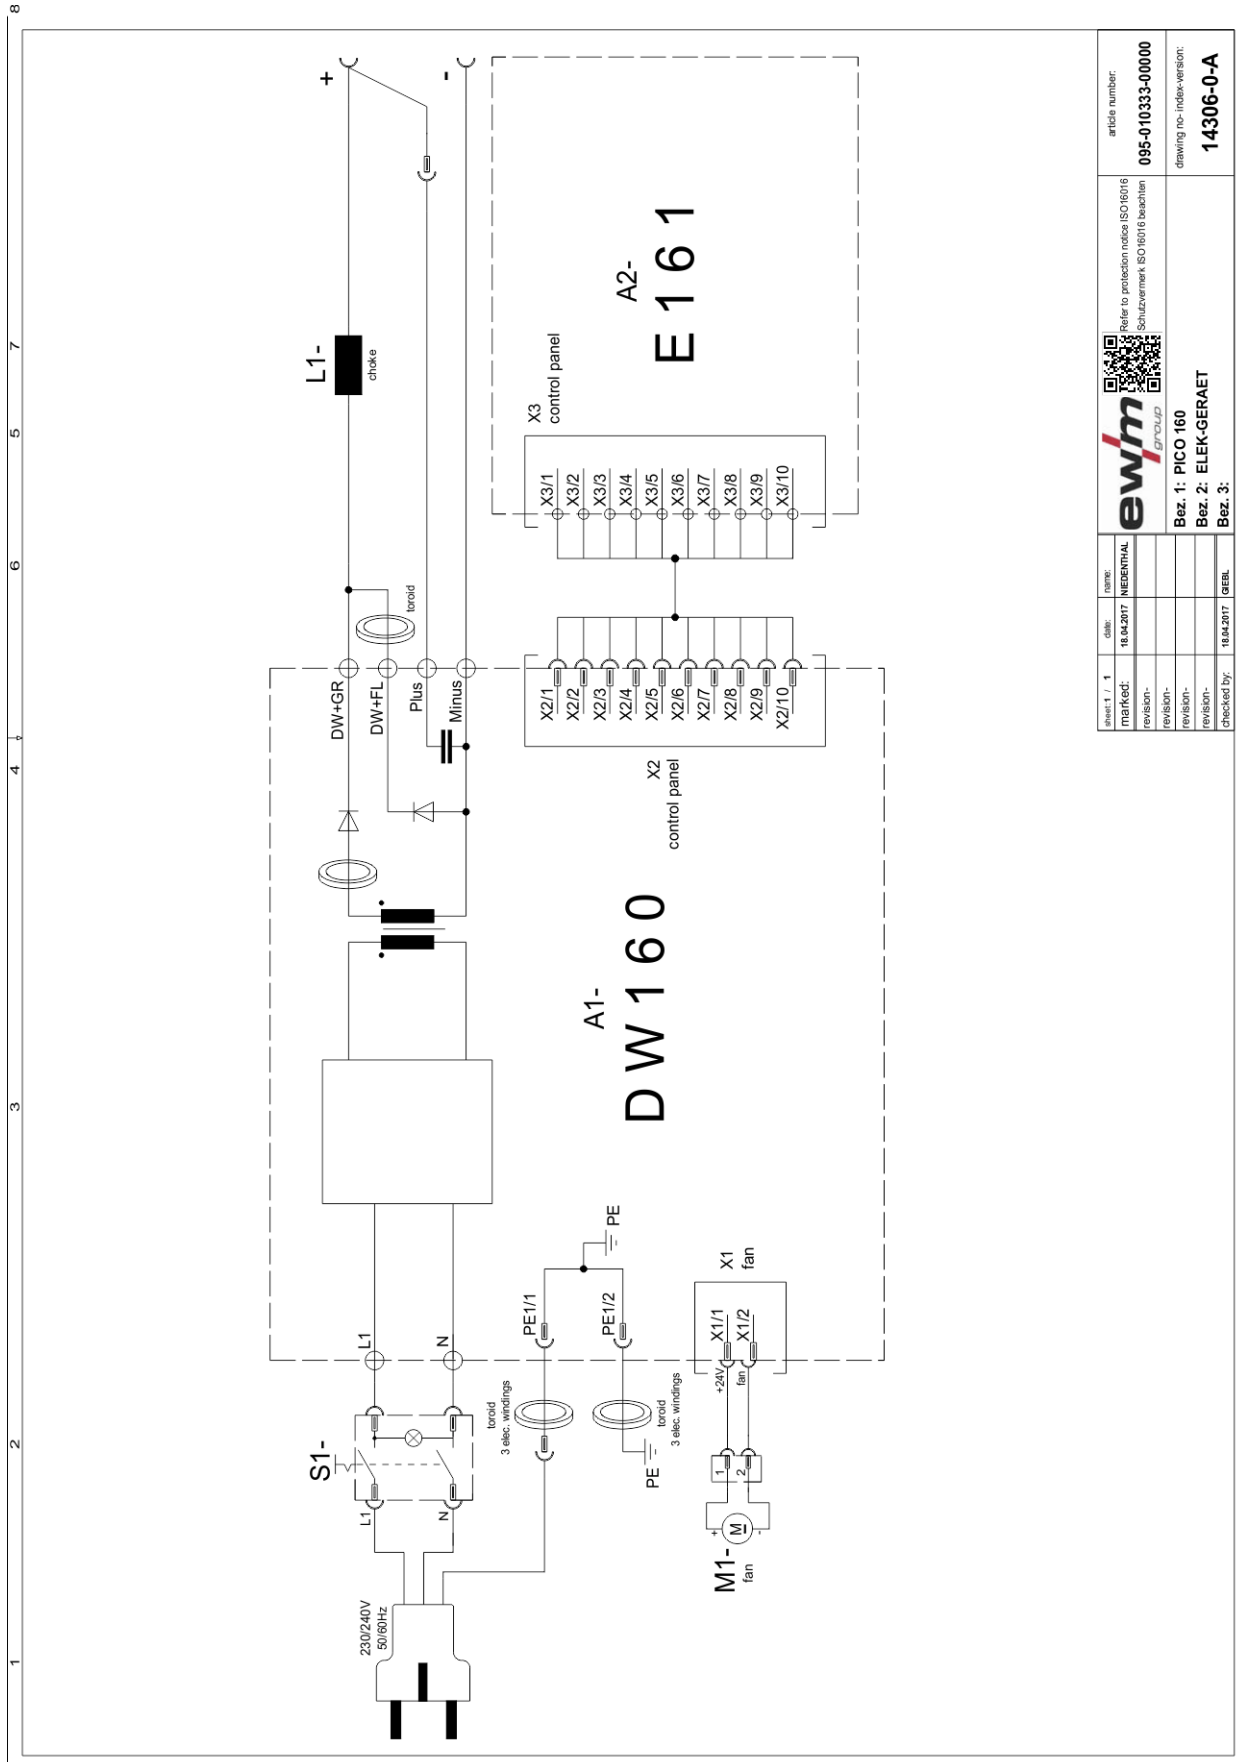 1
2
3
4
6
5
7
8
230/240V
50/60Hz
L1
N
S1-
L1
N
toroid
3 elec. windings
PE1/1
PE1/2
PE
toroid
3 elec. windings
PE
M1-
fan
+
M
-
1
2
+24V
fan
X1/1
X1/2
X1
fan
A1-
DW160
DW+GR
DW+FL
Plus
Minus
toroid
L1-
choke
+
-
X2
control panel
X2/1
X2/2
X2/3
X2/4
X2/5
X2/6
X2/7
X2/8
X2/9
X2/10
X3/1
X3/2
X3/3
X3/4
X3/5
X3/6
X3/7
X3/8
X3/9
X3/10
X3
control panel
A2-
E161
sheet: 1 / 1
date:
name:
marked:
18.04.2017
NIEDENTHAL
revision-
revision-
revision-
revision-
checked by:
18.04.2017
GIEBL
ewm
group
Refer to protection notice ISO16016
Schutzvermerk ISO16016 beachten
Bez. 1: PICO 160
Bez. 2: ELEK-GERAET
Bez. 3:
article number:
095-010333-00000
drawing no- index-version:
14306-0-A